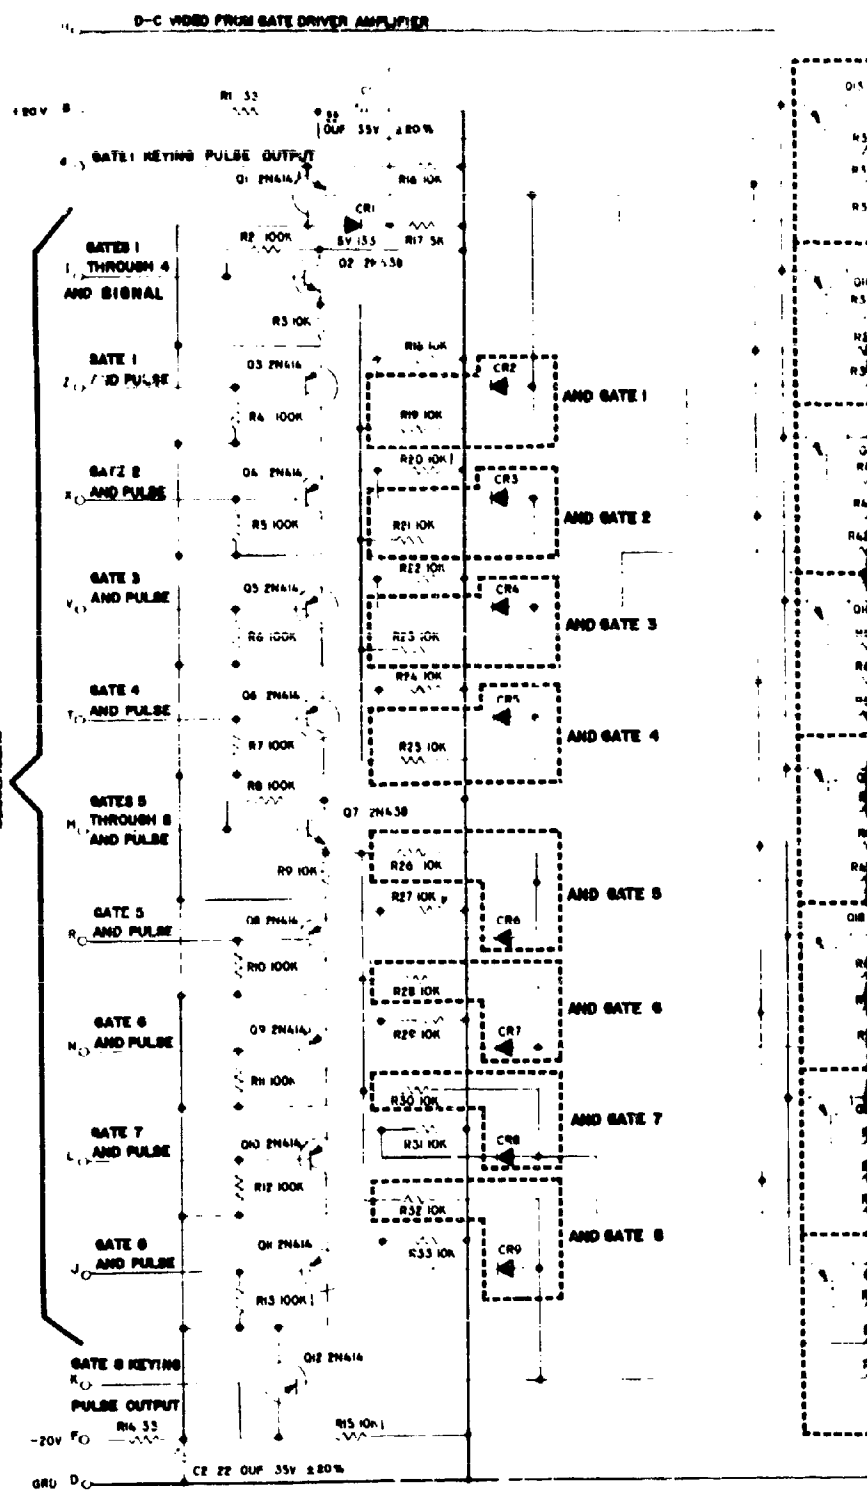 D-C VIDEO FROM GATE DRIVER AMPLIFIER
R1 33
+20V B
OUF 35V ±20%
GATE 1 KEYING PULSE OUTPUT
Q1 2N414
R16 10K
CR1
R2 100K
R17 5K
GATES 1
THROUGH 4
AND SIGNAL
Q2 2N438
R3 10K
R18 10K
GATE 1
AND PULSE
Z
Q3 2N414
CR2
AND GATE 1
R4 100K
R19 10K
R20 10K
GATE 2
AND PULSE
X
Q4 2N414
CR3
AND GATE 2
R5 100K
R21 10K
R22 10K
GATE 3
AND PULSE
V
Q5 2N414
CR4
AND GATE 3
R6 100K
R23 10K
R24 10K
GATE 4
AND PULSE
T
Q6 2N414
CR5
AND GATE 4
R7 100K
R25 10K
R8 100K
GATES 5
THROUGH 8
AND PULSE
M
Q7 2N438
R9 10K
R26 10K
R27 10K
AND GATE 5
GATE 5
AND PULSE
R
Q8 2N414
CR6
R10 100K
R28 10K
AND GATE 6
GATE 6
AND PULSE
N
Q9 2N414
R29 10K
CR7
R11 100K
R30 10K
AND GATE 7
GATE 7
AND PULSE
L
Q10 2N414
R31 10K
CR8
R12 100K
R32 10K
AND GATE 8
GATE 8
AND PULSE
J
Q11 2N414
R33 10K
CR9
R13 100K
GATE 8 KEYING
K
PULSE OUTPUT
Q12 2N414
-20V F
R14 33
R15 10K
C2 22 OUF 35V ±20%
GRD D
Q18